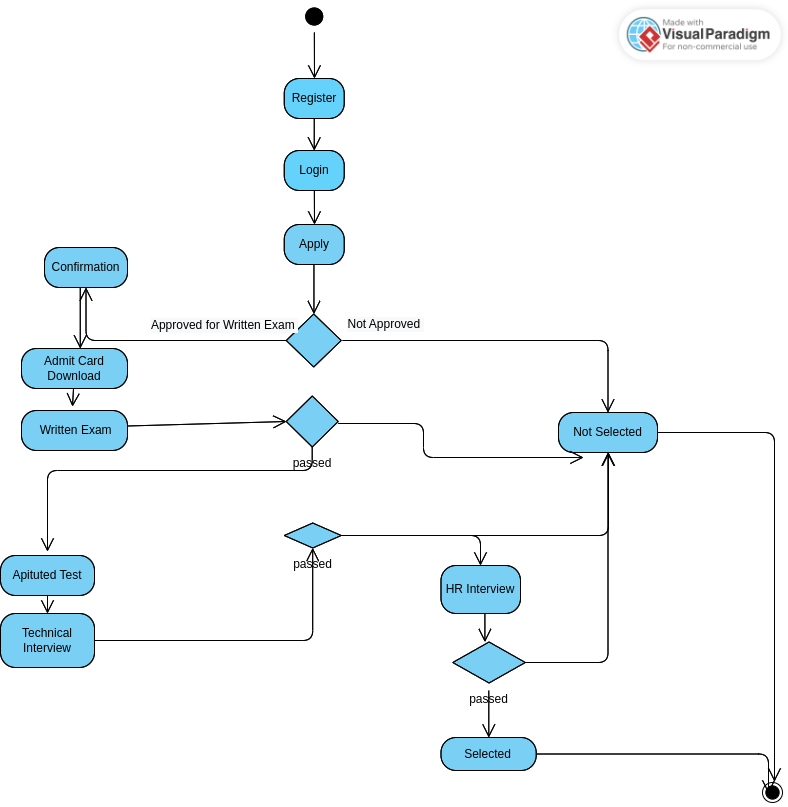 Made with
Visual Paradigm
For non-commercial use
Register
Login
Apply
Confirmation
Approved for Written Exam
Not Approved
Admit Card
Download
Written Exam
Not Selected
passed
passed
Apituted Test
HR Interview
Technical
Interview
passed
Selected